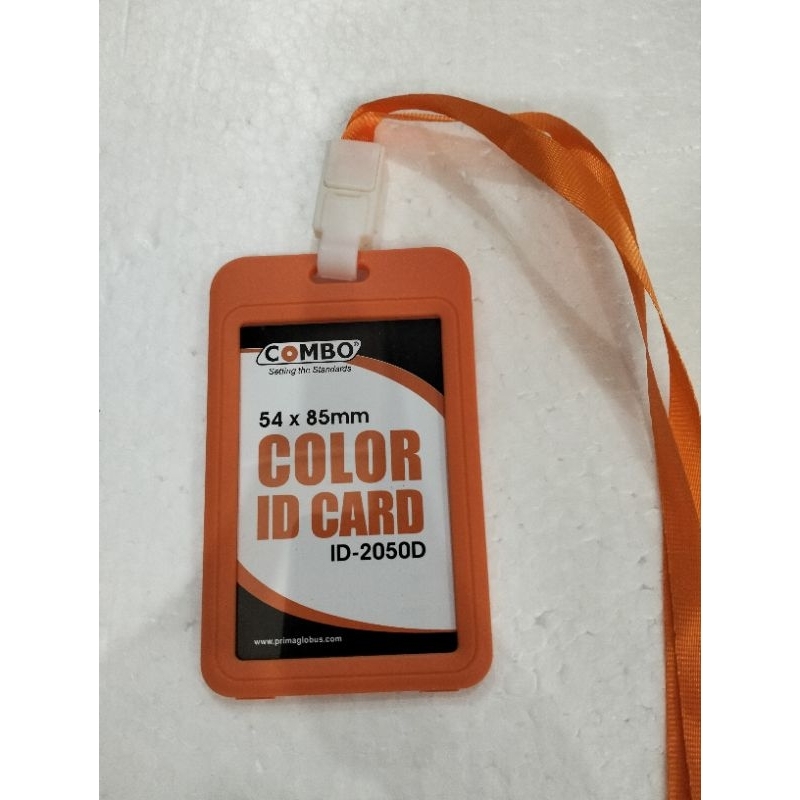 COMBO®
Setting the Standards
54 x 85mm
COLOR
ID CARD
ID-2050D
www.primaglobus.com